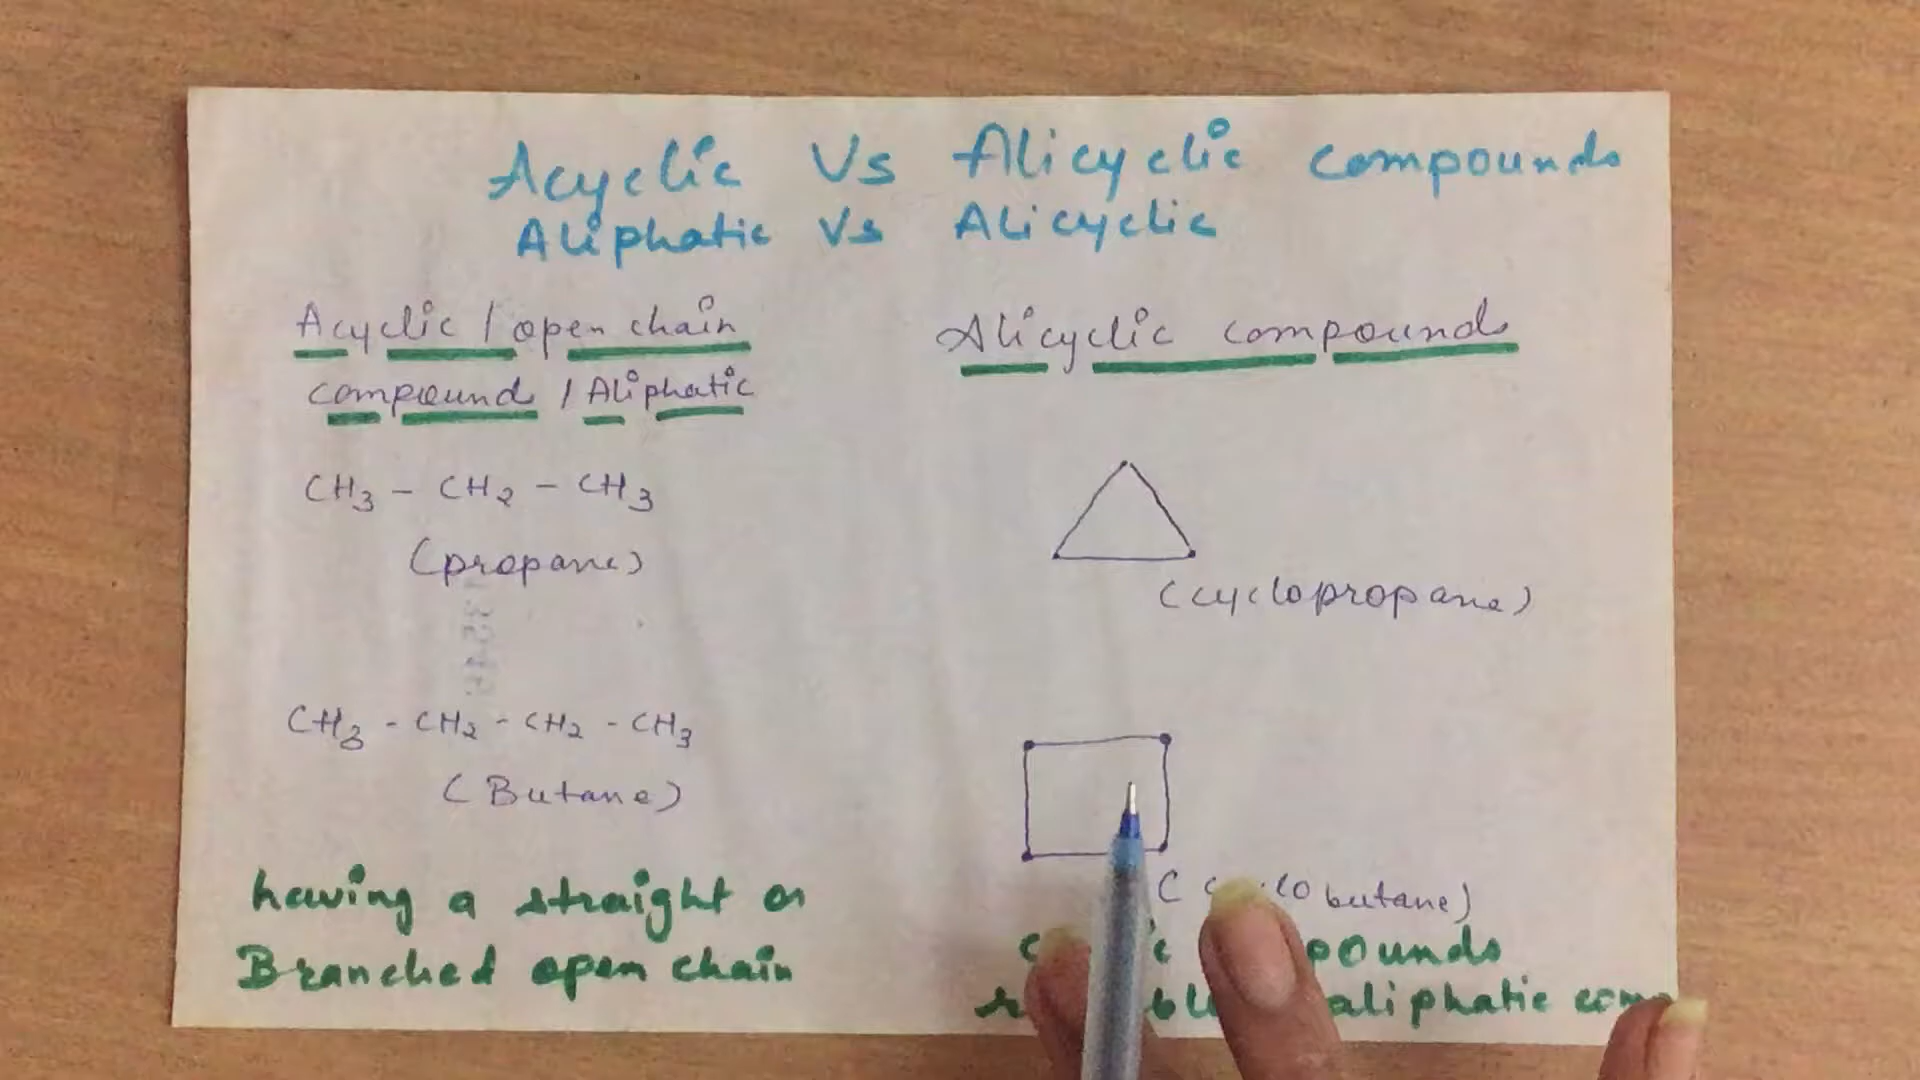 Acyclic Vs Alicyclic compounds
Aliphatic Vs Alicyclic
Acyclic / open chain
compound / Aliphatic
Alicyclic compounds
CH3 - CH2 - CH3
(propane)
(cyclopropane)
CH3 - CH2 - CH2 - CH3
(Butane)
butane)
having a straight or
Branched open chain
aliphatic